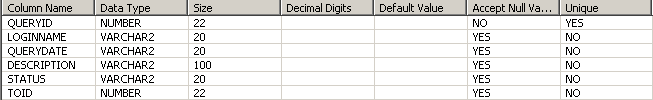 Column Name Data Type Size Decimal Digits Default Value Accept Null Va... Unique
QUERYID NUMBER 22 NO YES
LOGINNAME VARCHAR2 20 YES NO
QUERYDATE VARCHAR2 20 YES NO
DESCRIPTION VARCHAR2 100 YES NO
STATUS VARCHAR2 20 YES NO
TOID NUMBER 22 YES NO